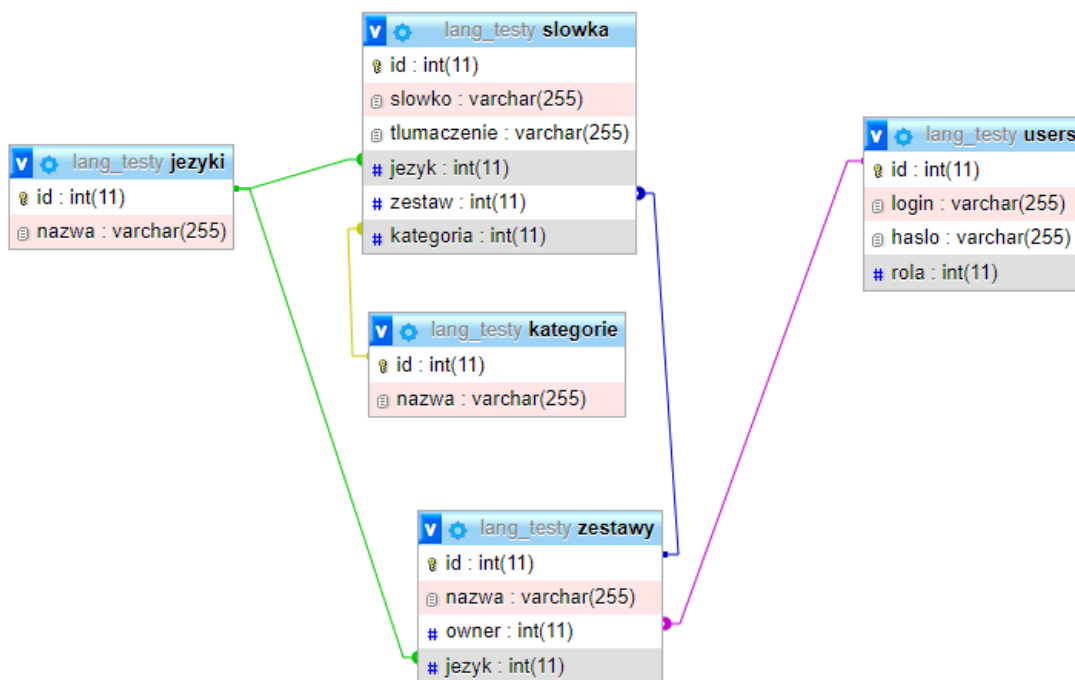 lang_testy slowka
id : int(11)
slowko : varchar(255)
tlumaczenie : varchar(255)
# jezyk : int(11)
# zestaw : int(11)
# kategoria : int(11)
v lang_testy jezyki
id : int(11)
nazwa : varchar(255)
v lang_testy users
id : int(11)
login : varchar(255)
haslo : varchar(255)
# rola : int(11)
v lang_testy kategorie
id : int(11)
nazwa : varchar(255)
v lang_testy zestawy
id : int(11)
nazwa : varchar(255)
# owner : int(11)
# jezyk : int(11)